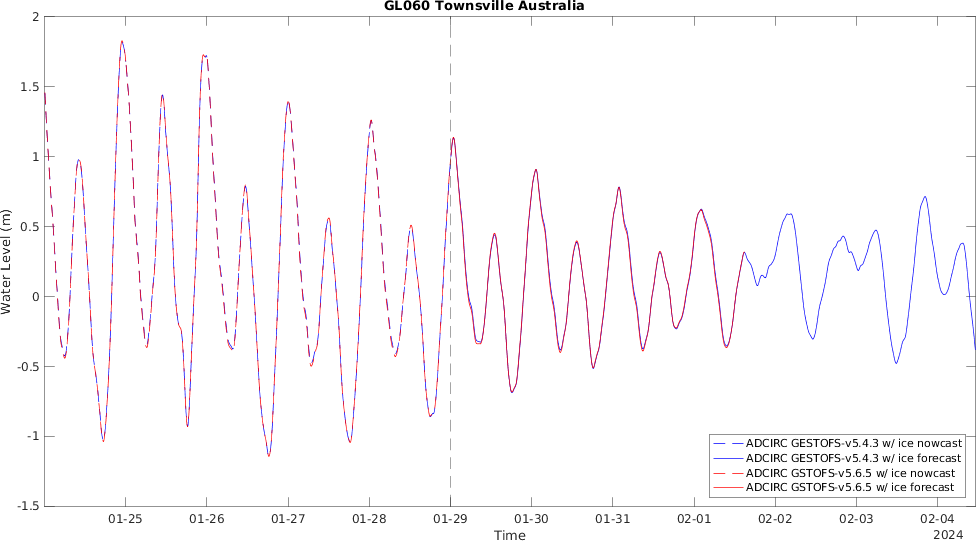 GL060 Townsville Australia
2
1.5
1
0.5
0
-0.5
-1
-1.5
Water Level (m)
ADCIRC GESTOFS-v5.4.3 w/ ice nowcast
ADCIRC GESTOFS-v5.4.3 w/ ice forecast
ADCIRC GSTOFS-v5.6.5 w/ ice nowcast
ADCIRC GSTOFS-v5.6.5 w/ ice forecast
01-25 01-26 01-27 01-28 01-29 01-30 01-31 02-01 02-02 02-03 02-04
Time 2024